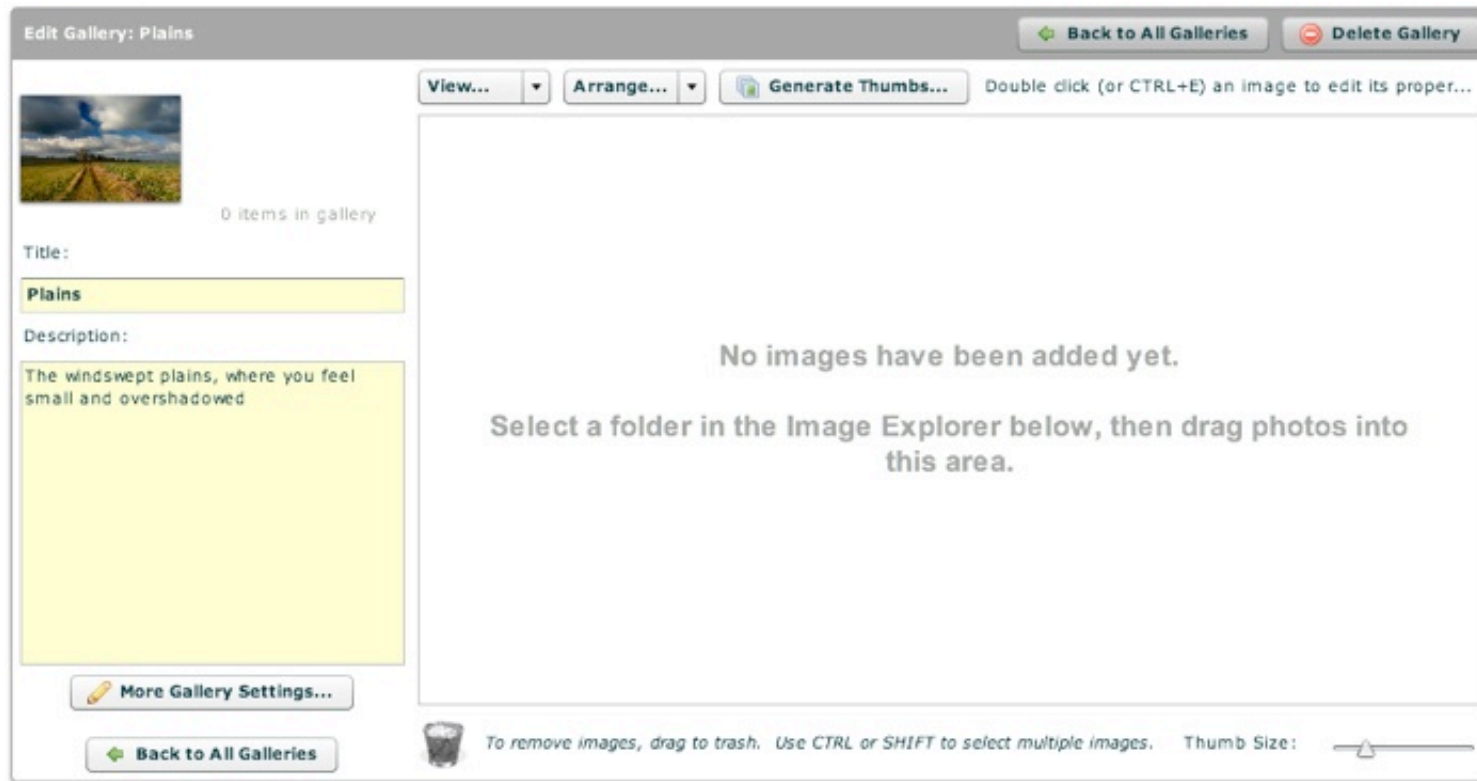 Edit Gallery: Plains
Back to All Galleries
Delete Gallery
View...
Arrange...
Generate Thumbs...
Double click (or CTRL+E) an image to edit its proper...
0 items in gallery
Title:
Plains
Description:
The windswept plains, where you feel
small and overshadowed
No images have been added yet.
Select a folder in the Image Explorer below, then drag photos into
this area.
More Gallery Settings...
Back to All Galleries
To remove images, drag to trash. Use CTRL or SHIFT to select multiple images.
Thumb Size: